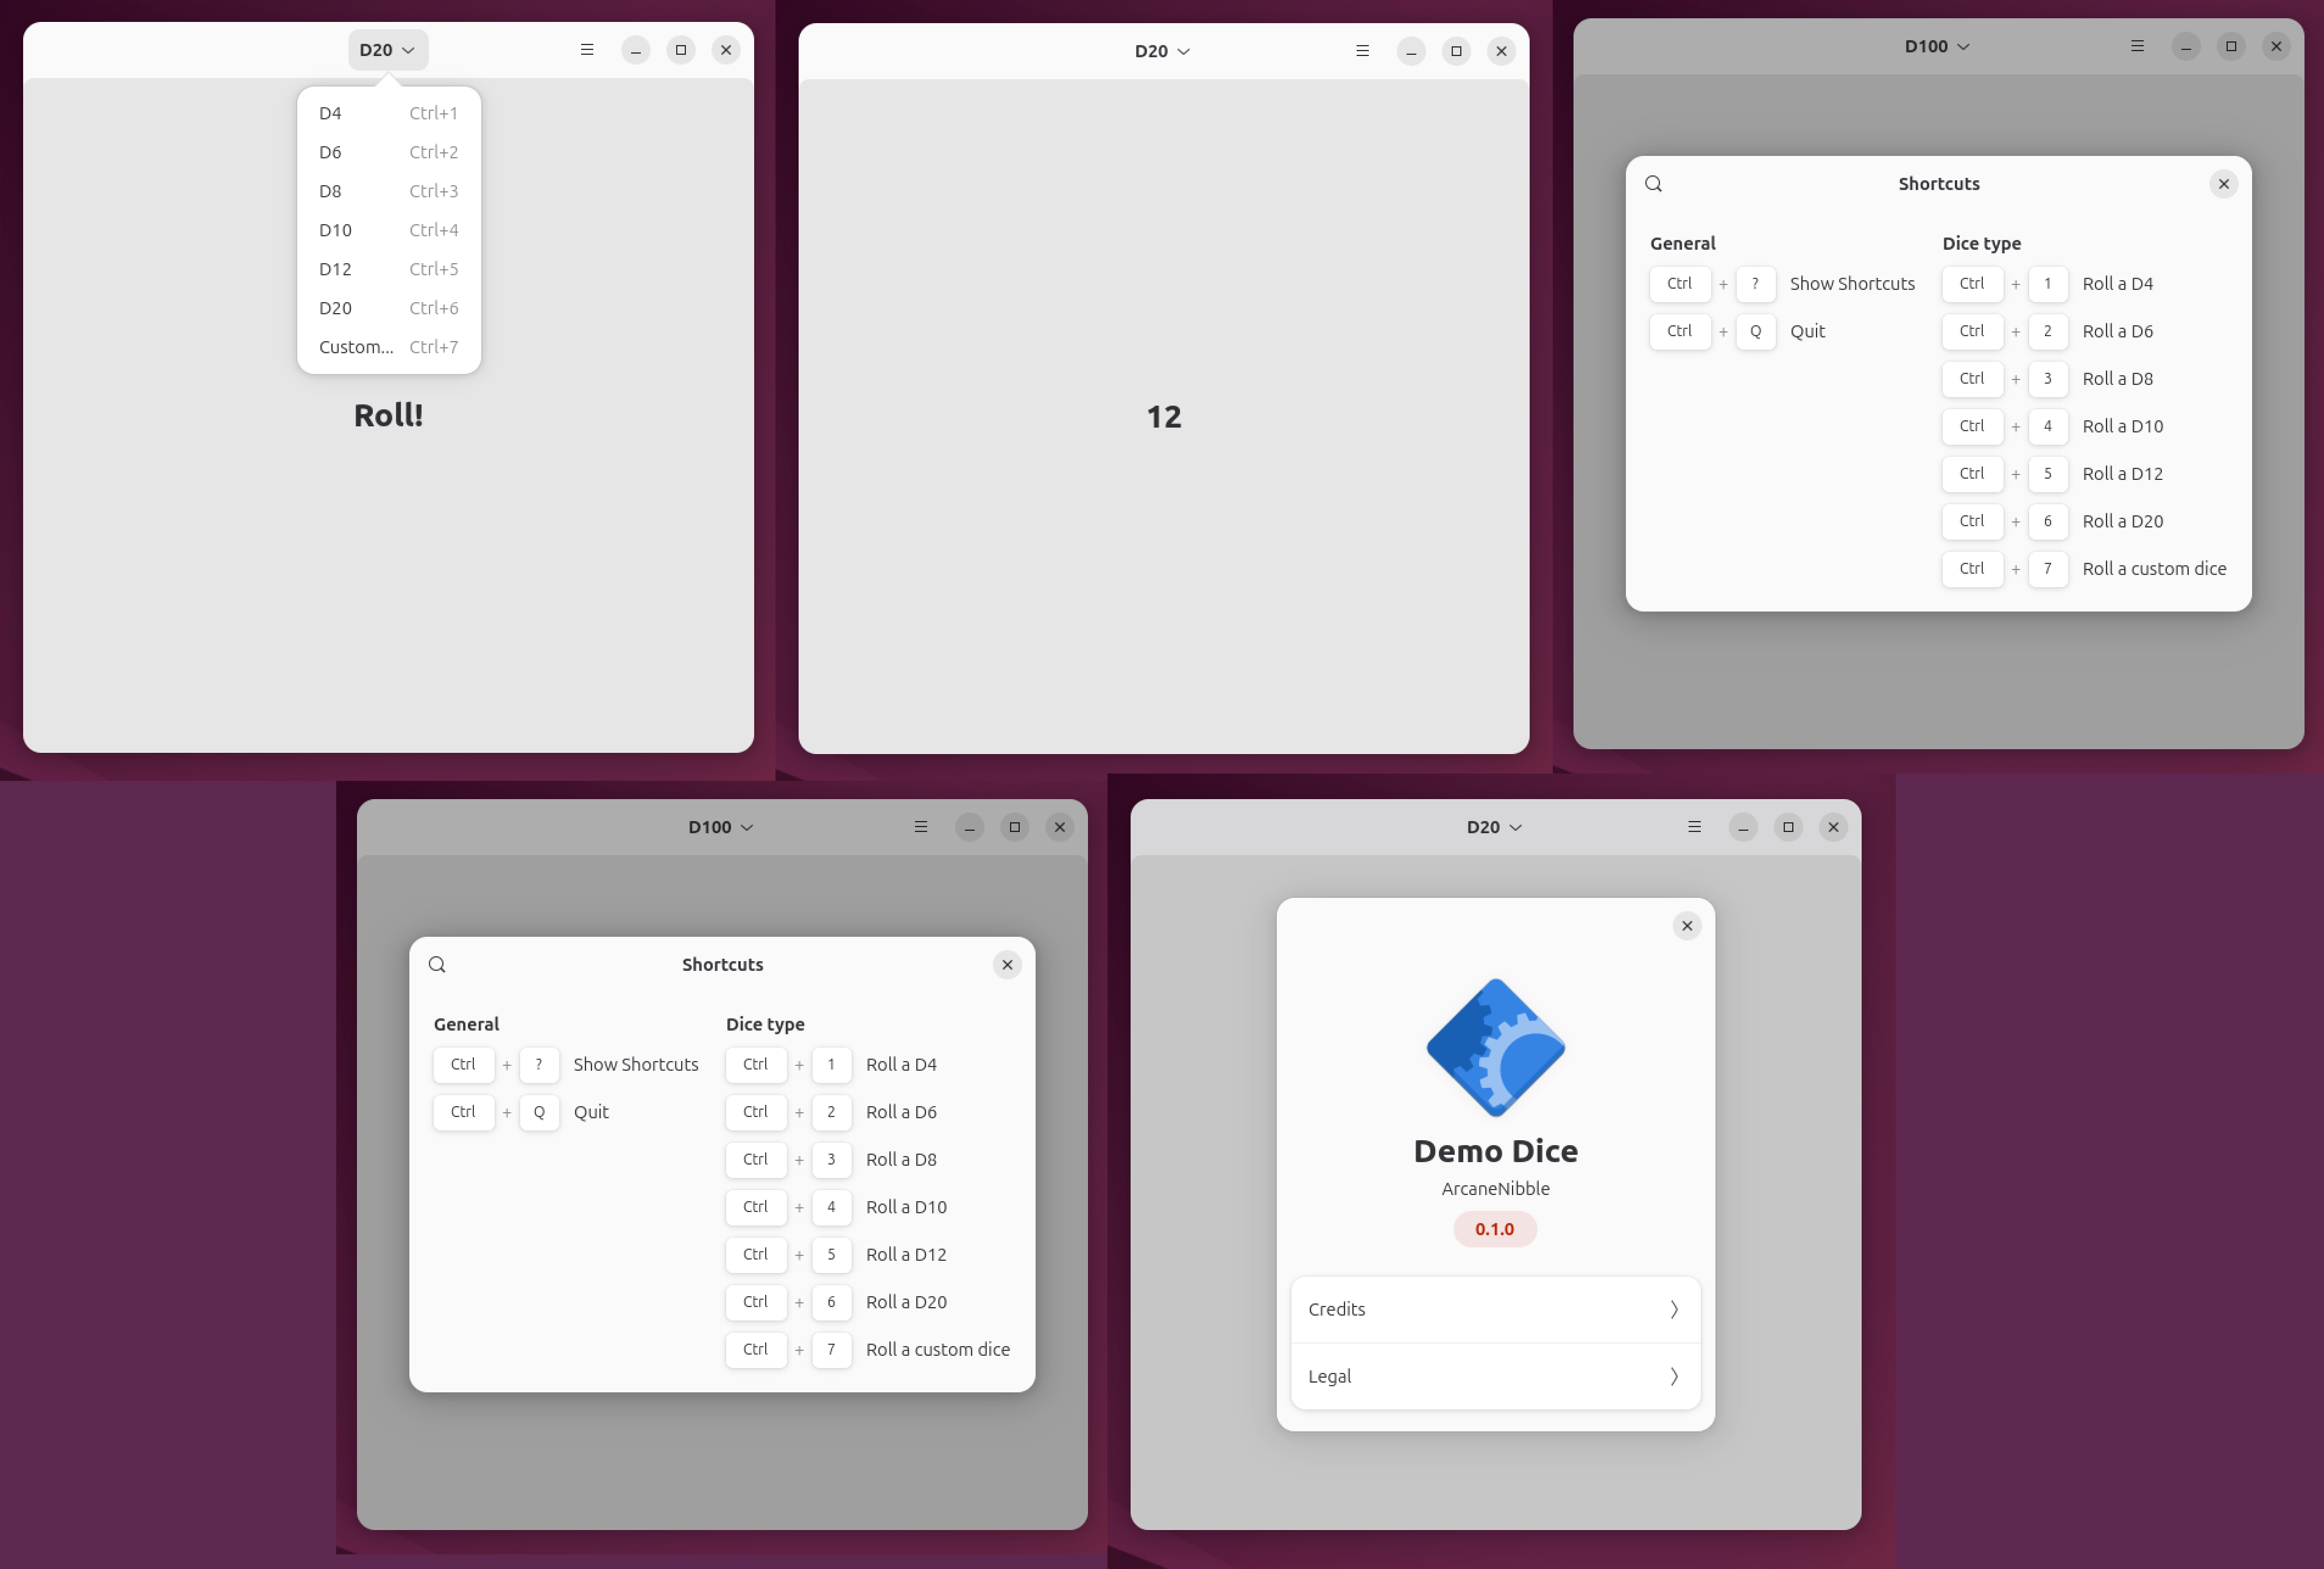 D20
D4 Ctrl+1
D6 Ctrl+2
D8 Ctrl+3
D10 Ctrl+4
D12 Ctrl+5
D20 Ctrl+6
Custom... Ctrl+7
Roll!
D20
12
D100
Shortcuts
General
Ctrl + ? Show Shortcuts
Ctrl + Q Quit
Dice type
Ctrl + 1 Roll a D4
Ctrl + 2 Roll a D6
Ctrl + 3 Roll a D8
Ctrl + 4 Roll a D10
Ctrl + 5 Roll a D12
Ctrl + 6 Roll a D20
Ctrl + 7 Roll a custom dice
D100
Shortcuts
General
Ctrl + ? Show Shortcuts
Ctrl + Q Quit
Dice type
Ctrl + 1 Roll a D4
Ctrl + 2 Roll a D6
Ctrl + 3 Roll a D8
Ctrl + 4 Roll a D10
Ctrl + 5 Roll a D12
Ctrl + 6 Roll a D20
Ctrl + 7 Roll a custom dice
D20
Demo Dice
ArcaneNibble
0.1.0
Credits
Legal